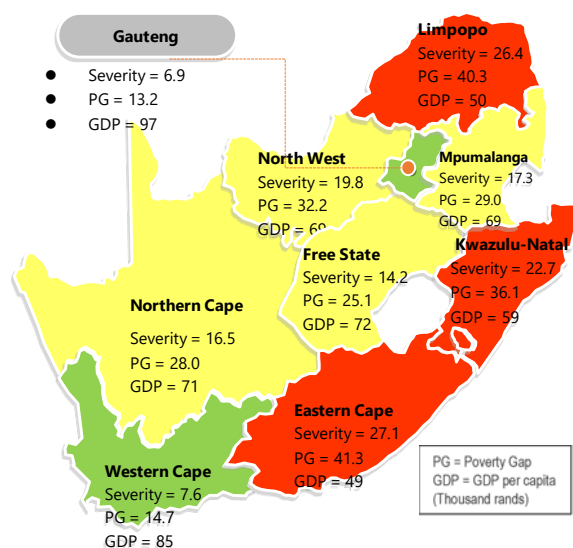 Gauteng
● Severity = 6.9
● PG = 13.2
● GDP = 97
Limpopo
Severity = 26.4
PG = 40.3
GDP = 50
North West
Severity = 19.8
PG = 32.2
GDP = 69
Mpumalanga
Severity = 17.3
PG = 29.0
GDP = 69
Free State
Severity = 14.2
PG = 25.1
GDP = 72
Kwazulu-Natal
Severity = 22.7
PG = 36.1
GDP = 59
Northern Cape
Severity = 16.5
PG = 28.0
GDP = 71
Eastern Cape
Severity = 27.1
PG = 41.3
GDP = 49
Western Cape
Severity = 7.6
PG = 14.7
GDP = 85
PG = Poverty Gap
GDP = GDP per capita
(Thousand rands)